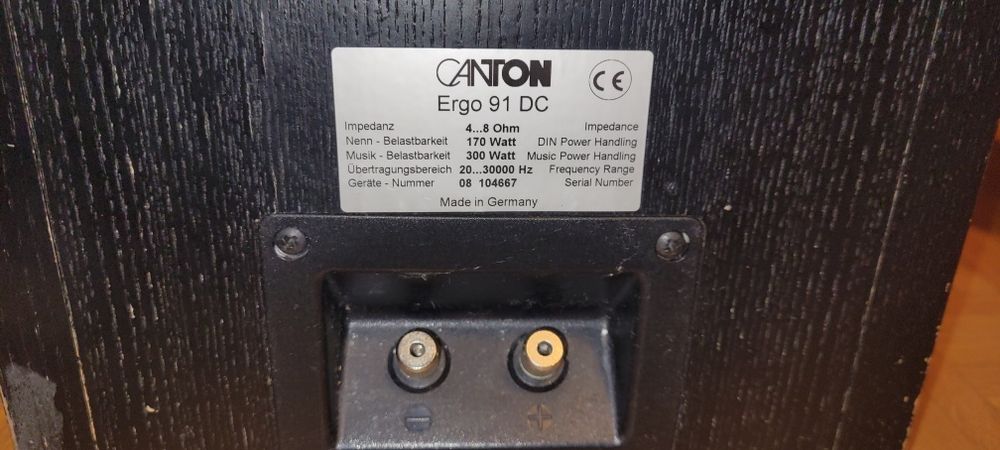 CANTON
CE
Ergo 91 DC
Impedanz 4...8 Ohm Impedance
Nenn - Belastbarkeit 170 Watt DIN Power Handling
Musik - Belastbarkeit 300 Watt Music Power Handling
Übertragungsbereich 20...30000 Hz Frequency Range
Geräte - Nummer 08 104667 Serial Number
Made in Germany
- +